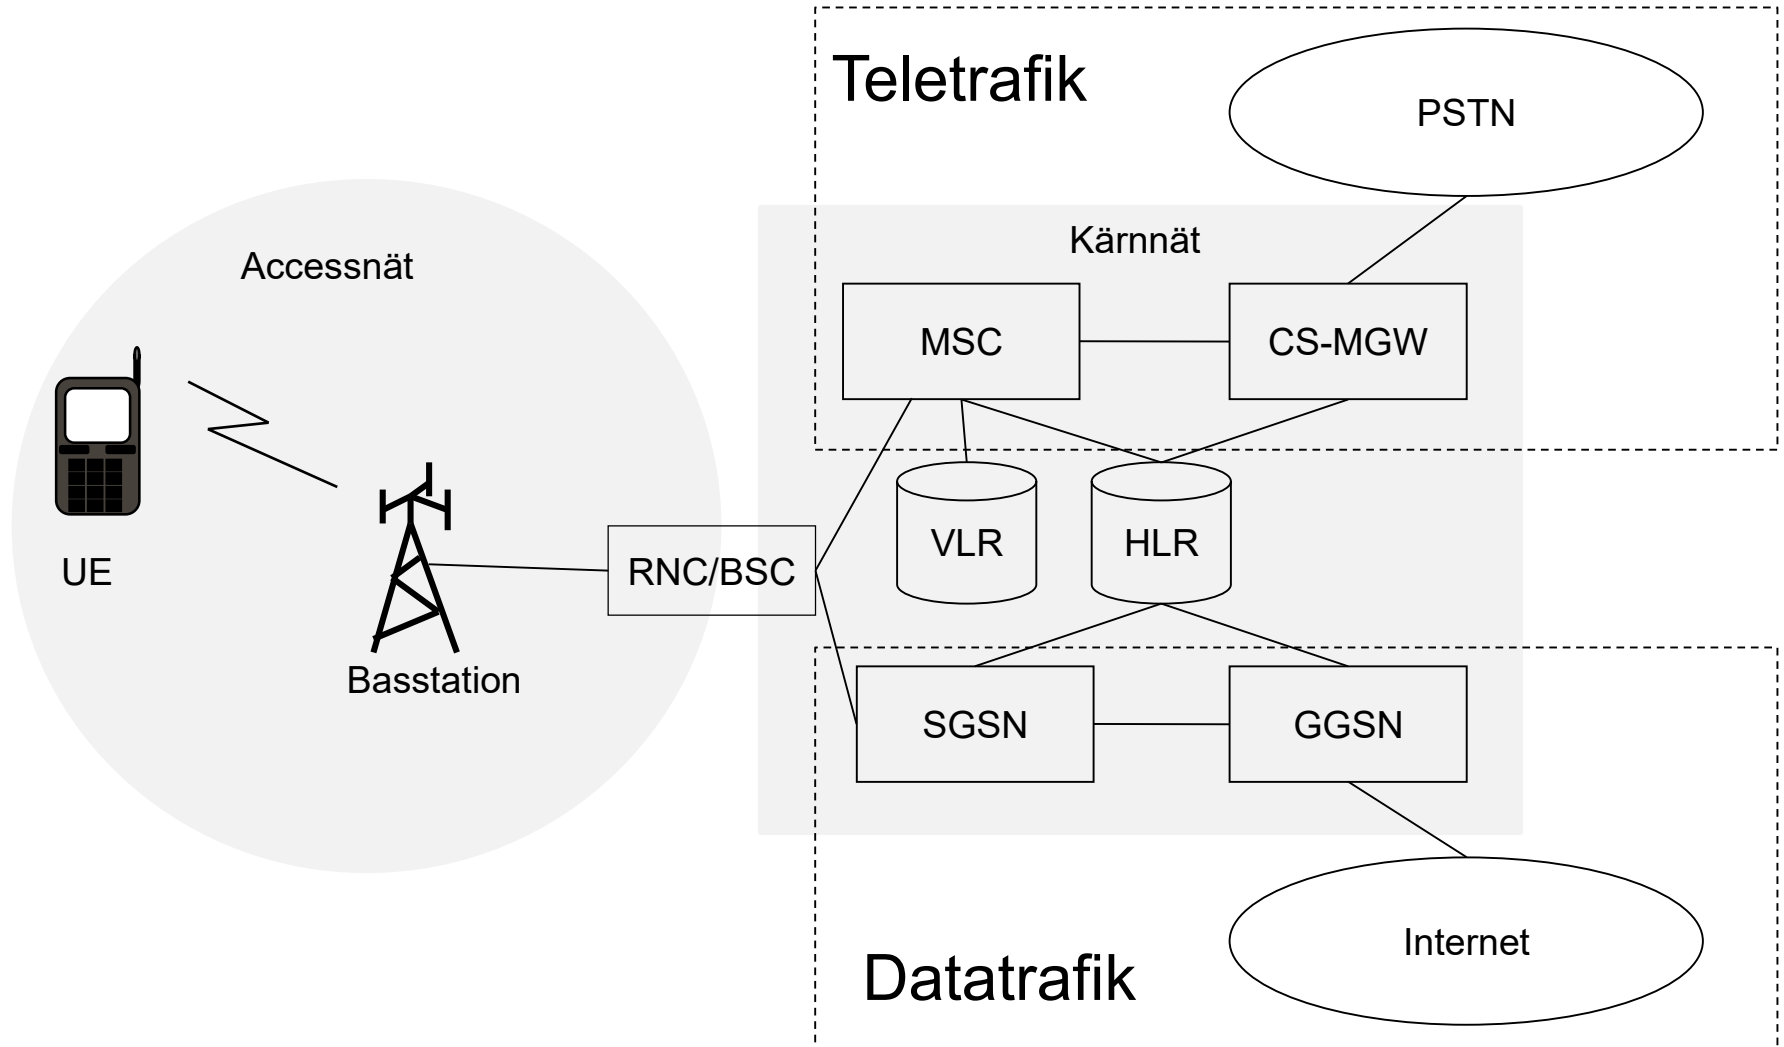 Teletrafik
PSTN
Kärnnät
Accessnät
MSC
CS-MGW
VLR
HLR
UE
RNC/BSC
Basstation
SGSN
GGSN
Internet
Datatrafik